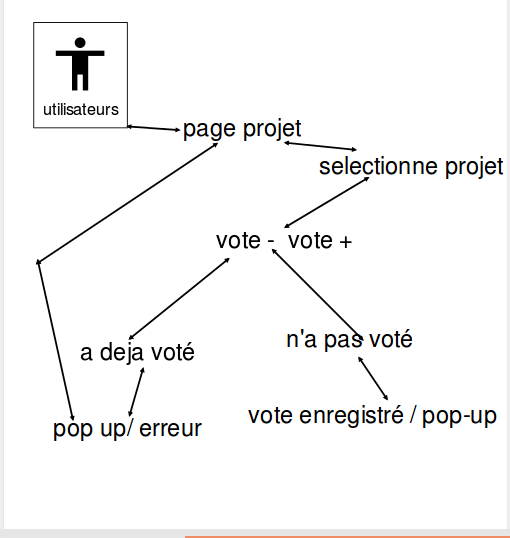 utilisateurs
page projet
selectionne projet
vote -  vote +
n'a pas voté
a deja voté
vote enregistré / pop-up
pop up/ erreur